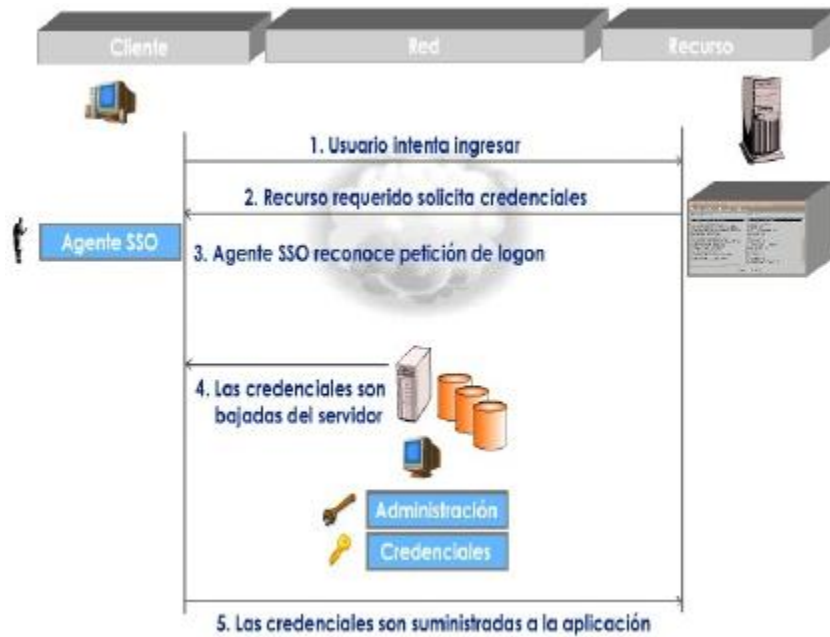 Cliente
Red
Recurso
1. Usuario intenta ingresar
2. Recurso requerido solicita credenciales
Agente SSO
3. Agente SSO reconoce petición de logon
4. Las credenciales son
bajadas del servidor
Administración
Credenciales
5. Las credenciales son suministradas a la aplicación